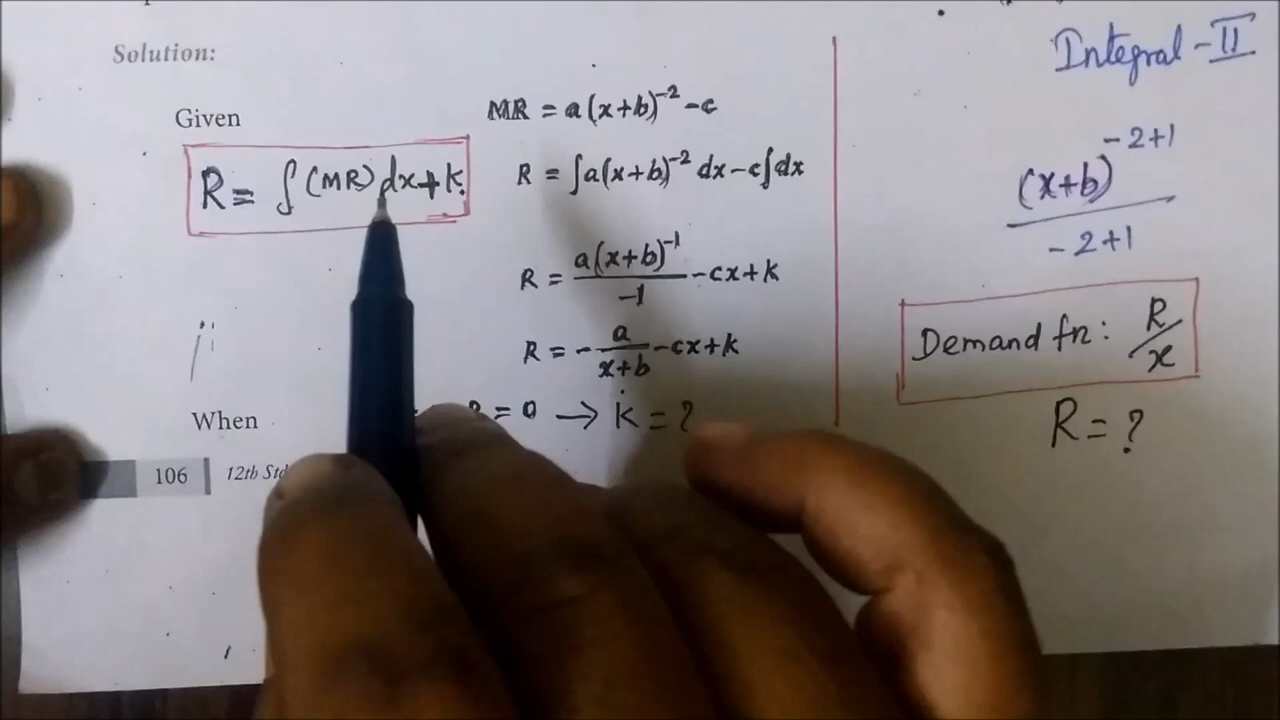 Solution:
Given
R = ∫(MR) dx + k
MR = a(x+b)⁻² - c
R = ∫a(x+b)⁻² dx - c∫dx
R = a(x+b)⁻¹/-1 - cx + k
R = - a/x+b - cx + k
When = 0 → k = ?
106 12th Std
Integral - II
(x+b)⁻²⁺¹/-2+1
Demand fn: R/x
R = ?